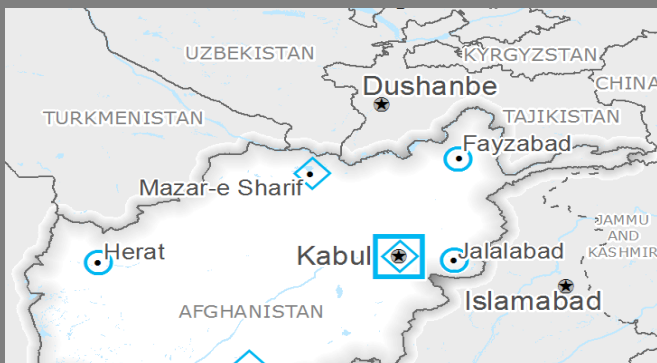 UZBEKISTAN
KYRGYZSTAN
Dushanbe
CHINA
TURKMENISTAN
TAJIKISTAN
Fayzabad
Mazar-e Sharif
JAMMU
AND
KASHMIR
Herat
Kabul
Jalalabad
Islamabad
AFGHANISTAN